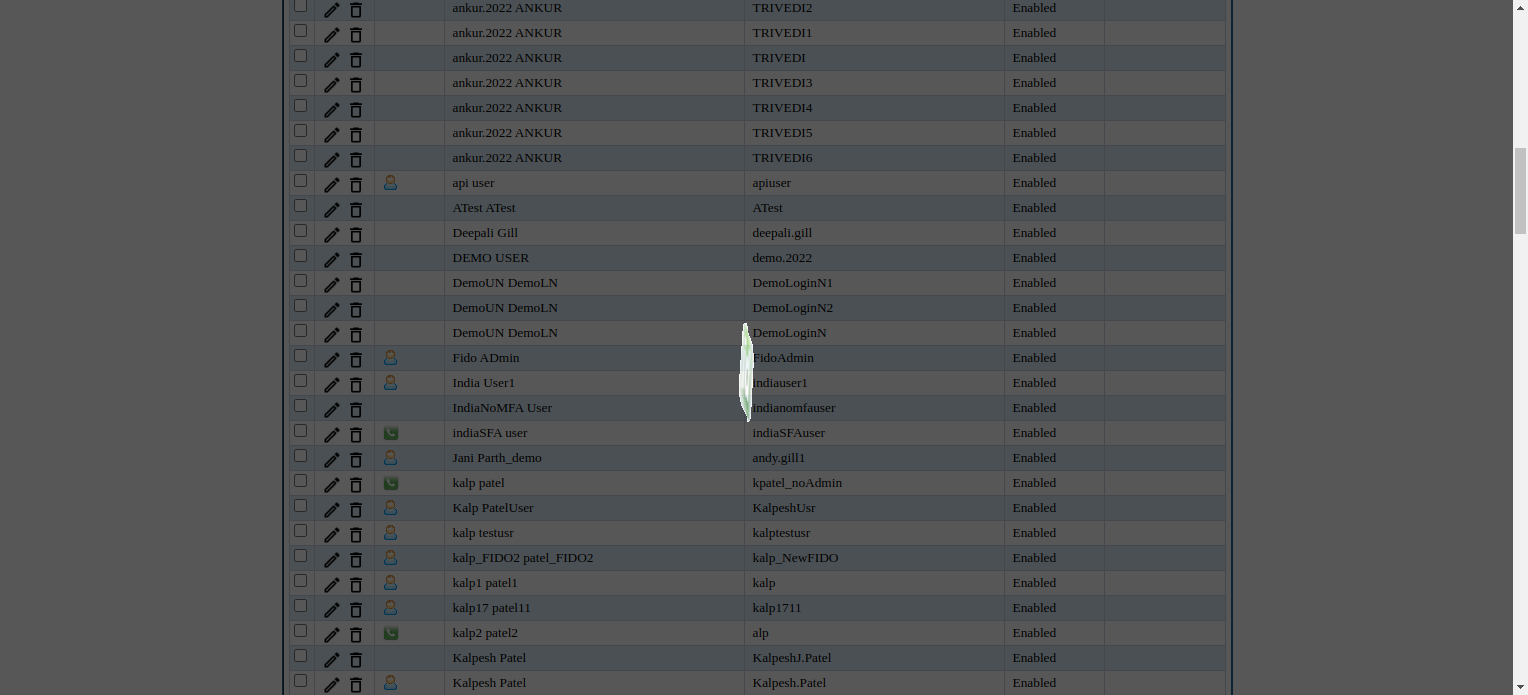 ankur.2022 ANKUR TRIVEDI2 Enabled
ankur.2022 ANKUR TRIVEDI1 Enabled
ankur.2022 ANKUR TRIVEDI Enabled
ankur.2022 ANKUR TRIVEDI3 Enabled
ankur.2022 ANKUR TRIVEDI4 Enabled
ankur.2022 ANKUR TRIVEDI5 Enabled
ankur.2022 ANKUR TRIVEDI6 Enabled
api user apiuser Enabled
ATest ATest ATest Enabled
Deepali Gill deepali.gill Enabled
DEMO USER demo.2022 Enabled
DemoUN DemoLN DemoLoginN1 Enabled
DemoUN DemoLN DemoLoginN2 Enabled
DemoUN DemoLN DemoLoginN Enabled
Fido ADmin FidoAdmin Enabled
India User1 indiauser1 Enabled
IndiaNoMFA User indianomfauser Enabled
indiaSFA user indiaSFAuser Enabled
Jani Parth_demo andy.gill1 Enabled
kalp patel kpatel_noAdmin Enabled
Kalp PatelUser KalpeshUsr Enabled
kalp testusr kalptestusr Enabled
kalp_FIDO2 patel_FIDO2 kalp_NewFIDO Enabled
kalp1 patel1 kalp Enabled
kalp17 patel11 kalp1711 Enabled
kalp2 patel2 alp Enabled
Kalpesh Patel KalpeshJ.Patel Enabled
Kalpesh Patel Kalpesh.Patel Enabled